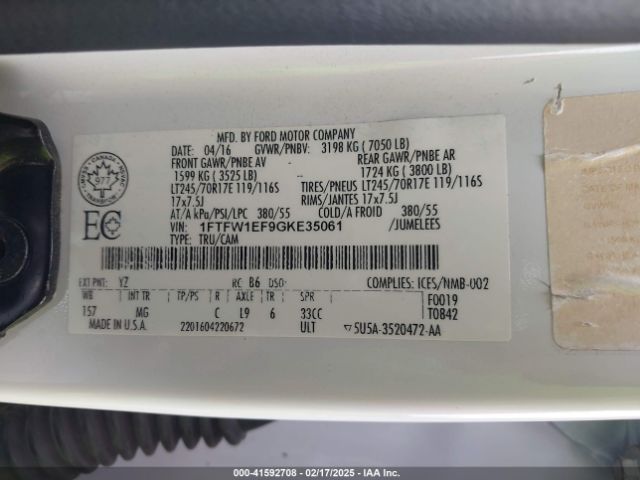 MFD. BY FORD MOTOR COMPANY
DATE: 04/16 GVWR/PNBV: 3198 KG ( 7050 LB)
FRONT GAWR/PNBE AV REAR GAWR/PNBE AR
1599 KG ( 3525 LB) 1724 KG ( 3800 LB)
LT245/70R17E 119/116S TIRES/PNEUS LT245/70R17E 119/116S
17x7.5J RIMS/JANTES 17x7.5J
AT/A kPa/PSI/LPC 380/55 COLD/A FROID 380/55
VIN: 1FTFW1EF9GKE35061 /JUMELEES
TYPE: TRU/CAM
CANADA
977
EC
EXT PNT: YZ RC: B6 DSO: COMPLIES: ICES/NMB-002
WB INT TR TP/PS R AXLE TR SPR F0019
157 MG C L9 6 33CC T0842
MADE IN U.S.A. 2201604220672 ULT ▽5U5A-3520472-AA
000-41592708 - 02/17/2025 - IAA Inc.